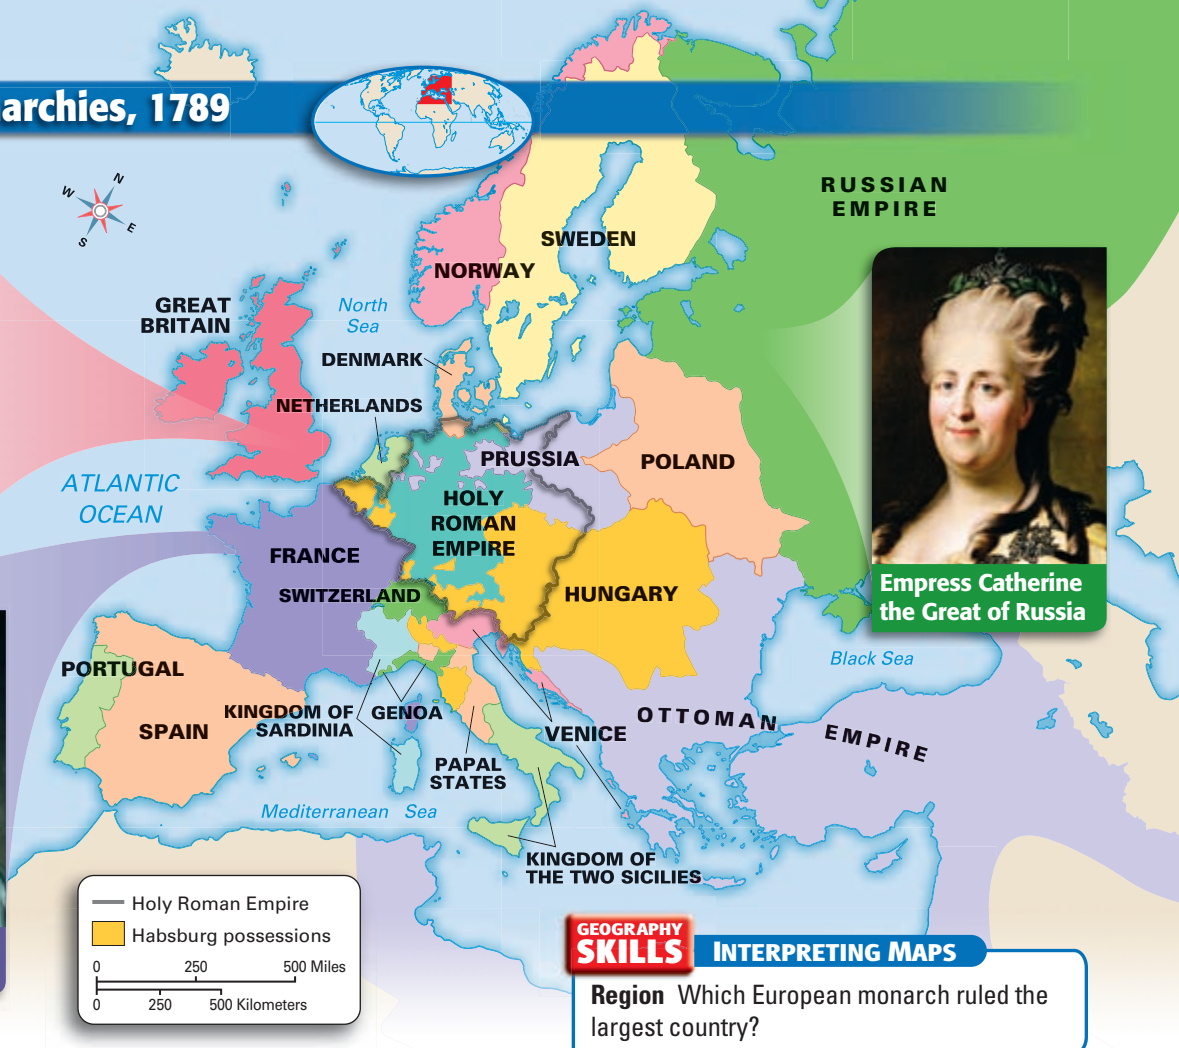 archies, 1789
N
W
E
S
RUSSIAN
EMPIRE
SWEDEN
NORWAY
GREAT
BRITAIN
North
Sea
DENMARK
NETHERLANDS
PRUSSIA
POLAND
ATLANTIC
OCEAN
HOLY
ROMAN
EMPIRE
FRANCE
SWITZERLAND
HUNGARY
Empress Catherine
the Great of Russia
Black Sea
PORTUGAL
SPAIN
KINGDOM OF
SARDINIA
GENOA
VENICE
OTTOMAN EMPIRE
PAPAL
STATES
Mediterranean Sea
KINGDOM OF
THE TWO SICILIES
Holy Roman Empire
Habsburg possessions
0 250 500 Miles
0 250 500 Kilometers
GEOGRAPHY
SKILLS
INTERPRETING MAPS
Region Which European monarch ruled the
largest country?